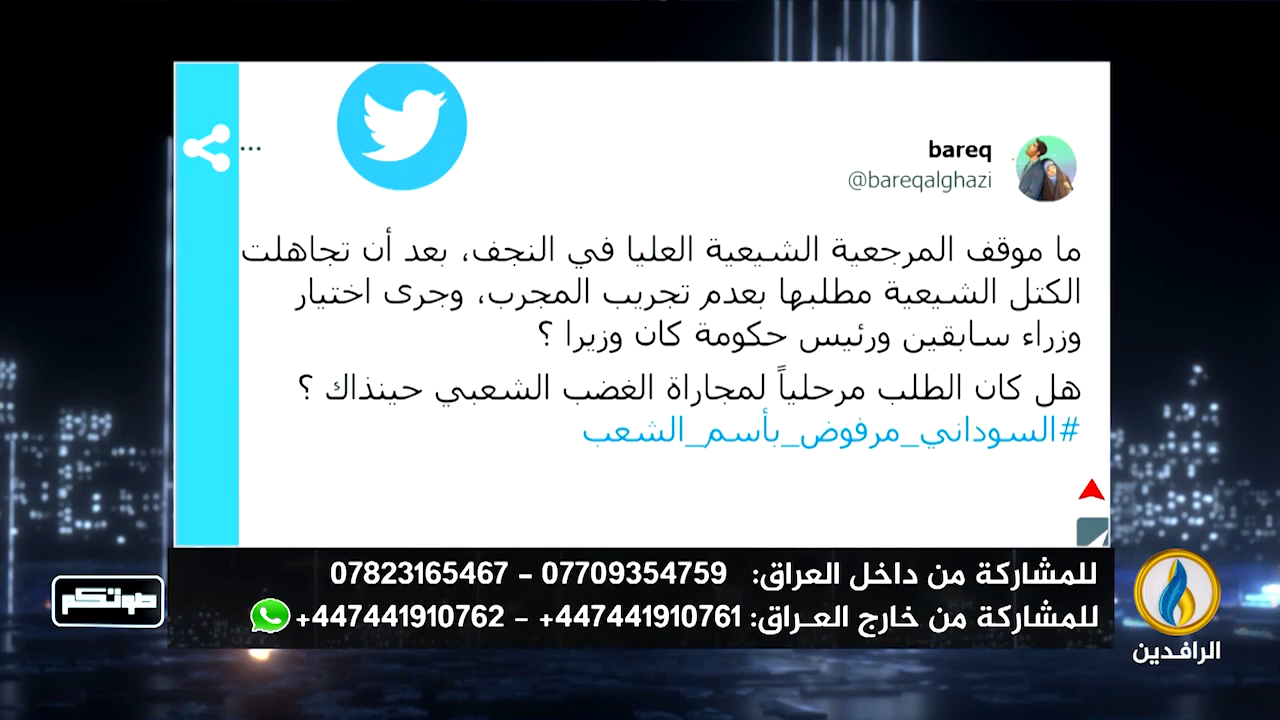 ...
bareq
@bareqalghazi
ما موقف المرجعية الشيعية العليا في النجف، بعد أن تجاهلت
الكتل الشيعية مطلبها بعدم تجريب المجرب، وجرى اختيار
وزراء سابقين ورئيس حكومة كان وزيرا ؟
هل كان الطلب مرحلياً لمجاراة الغضب الشعبي حينذاك ؟
#السوداني_مرفوض_بأسم_الشعب
للمشاركة من داخل العراق: 07709354759 - 07823165467
للمشاركة من خارج العـراق: 447441910761+ - 447441910762+
صوتكم
الرافدين